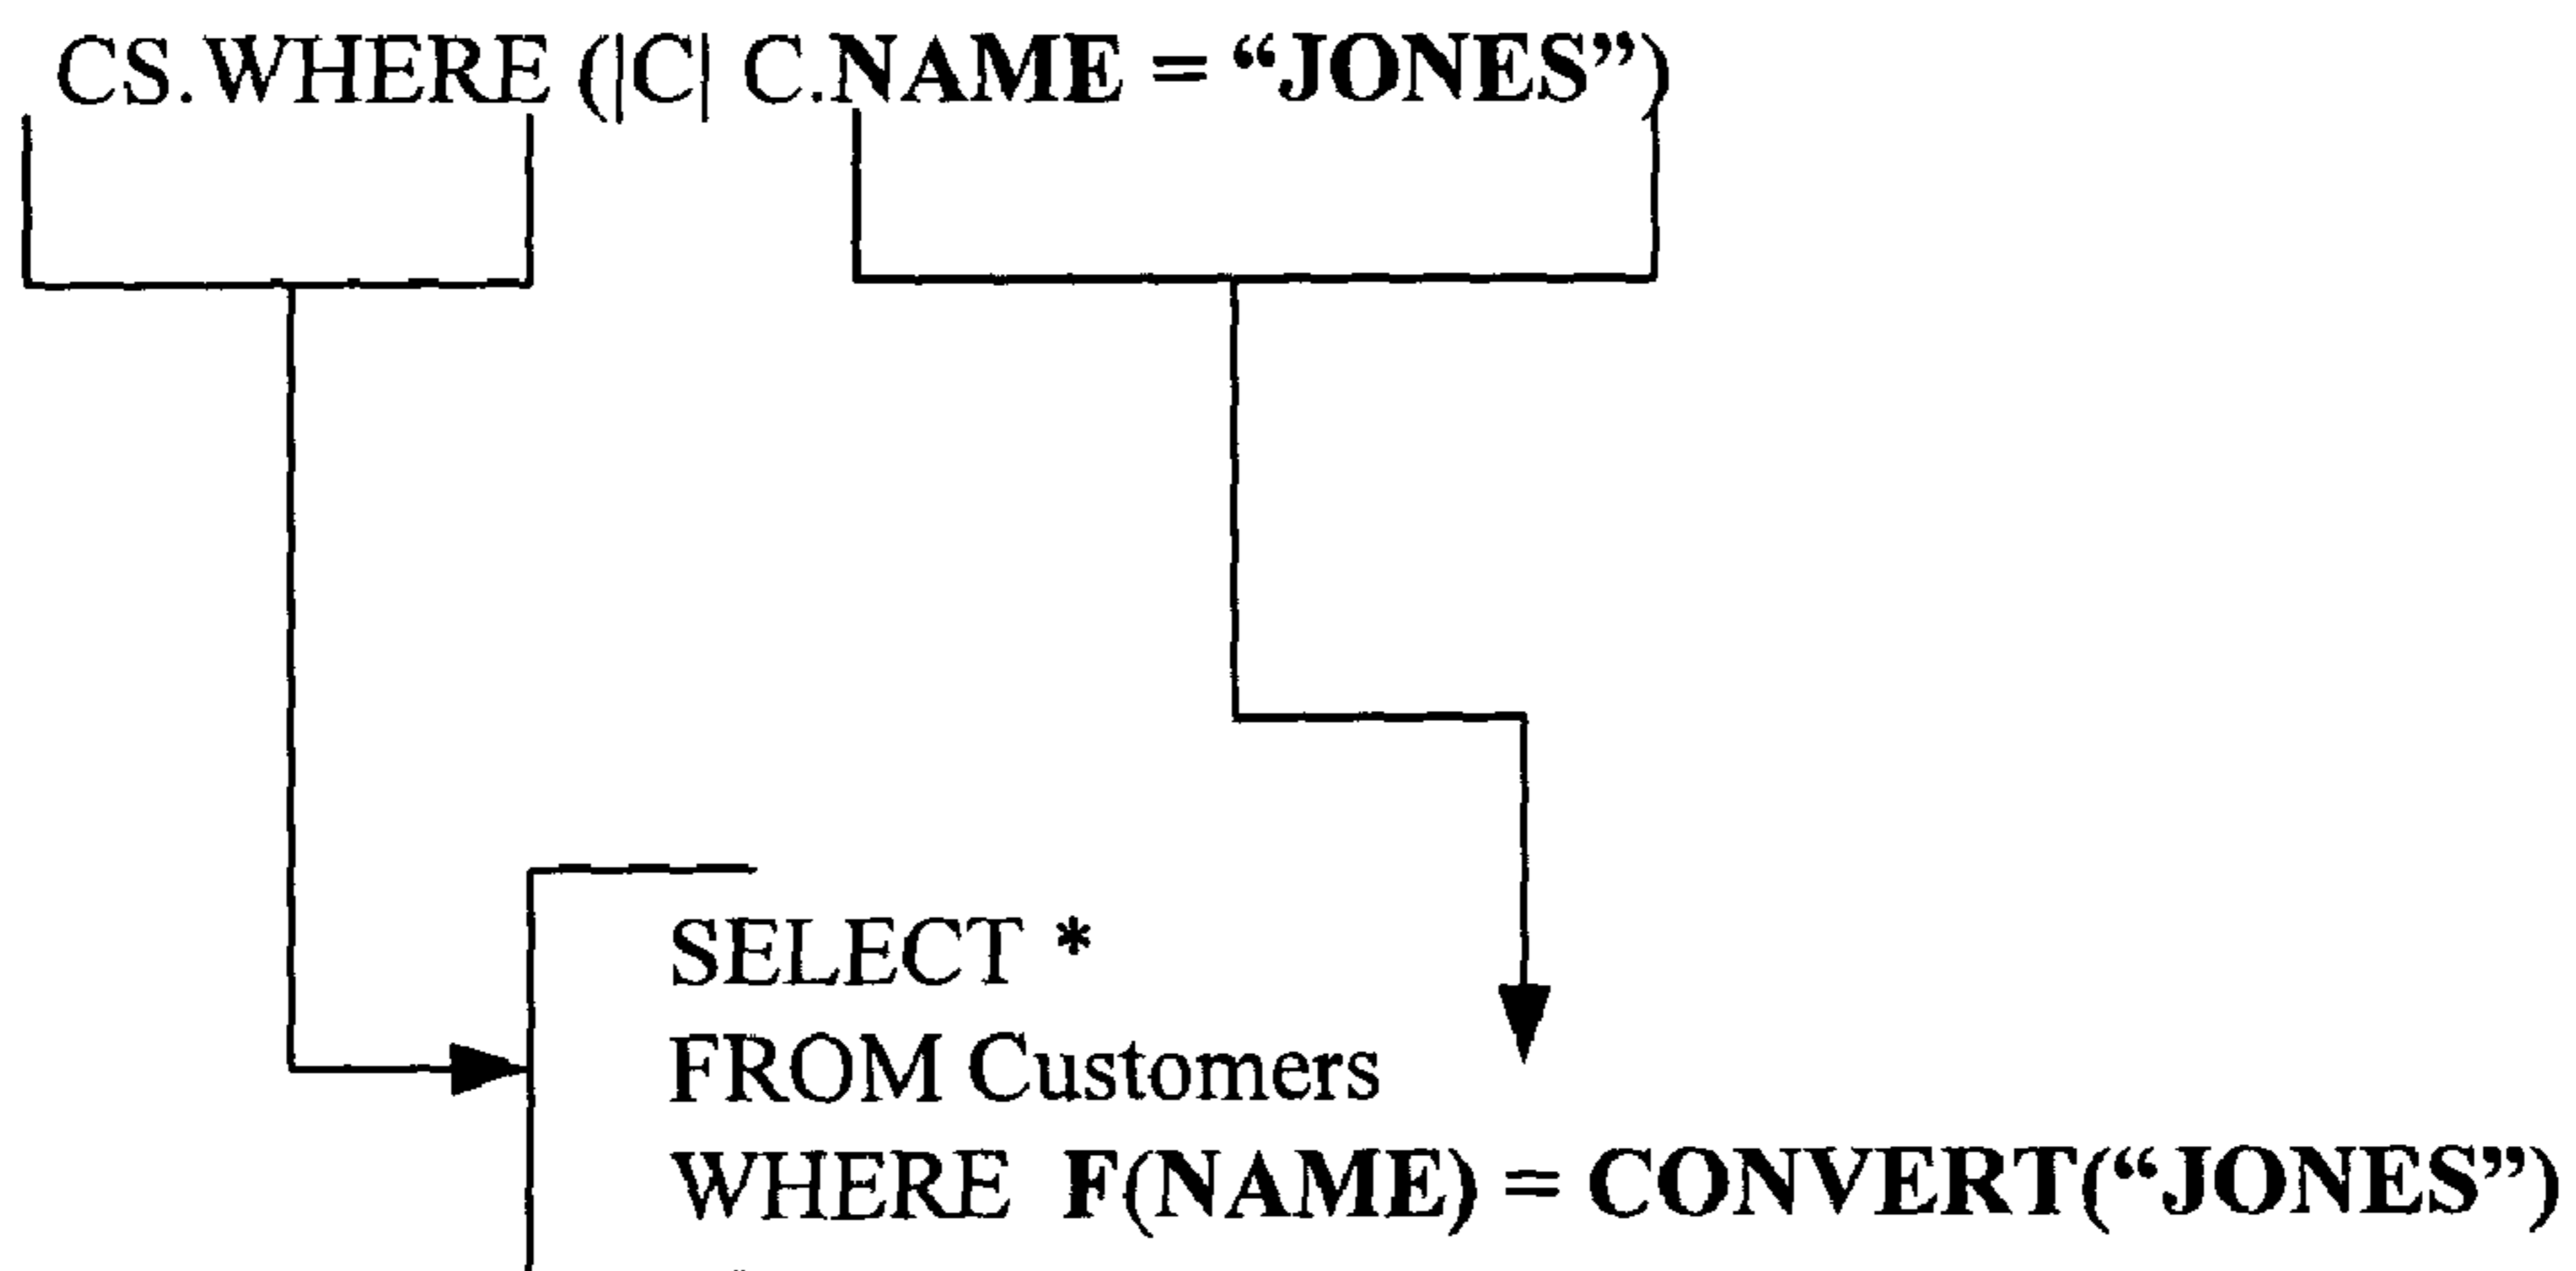 CS.WHERE (|C| C.NAME = “JONES”)
SELECT *
FROM Customers
WHERE F(NAME) = CONVERT(“JONES”)